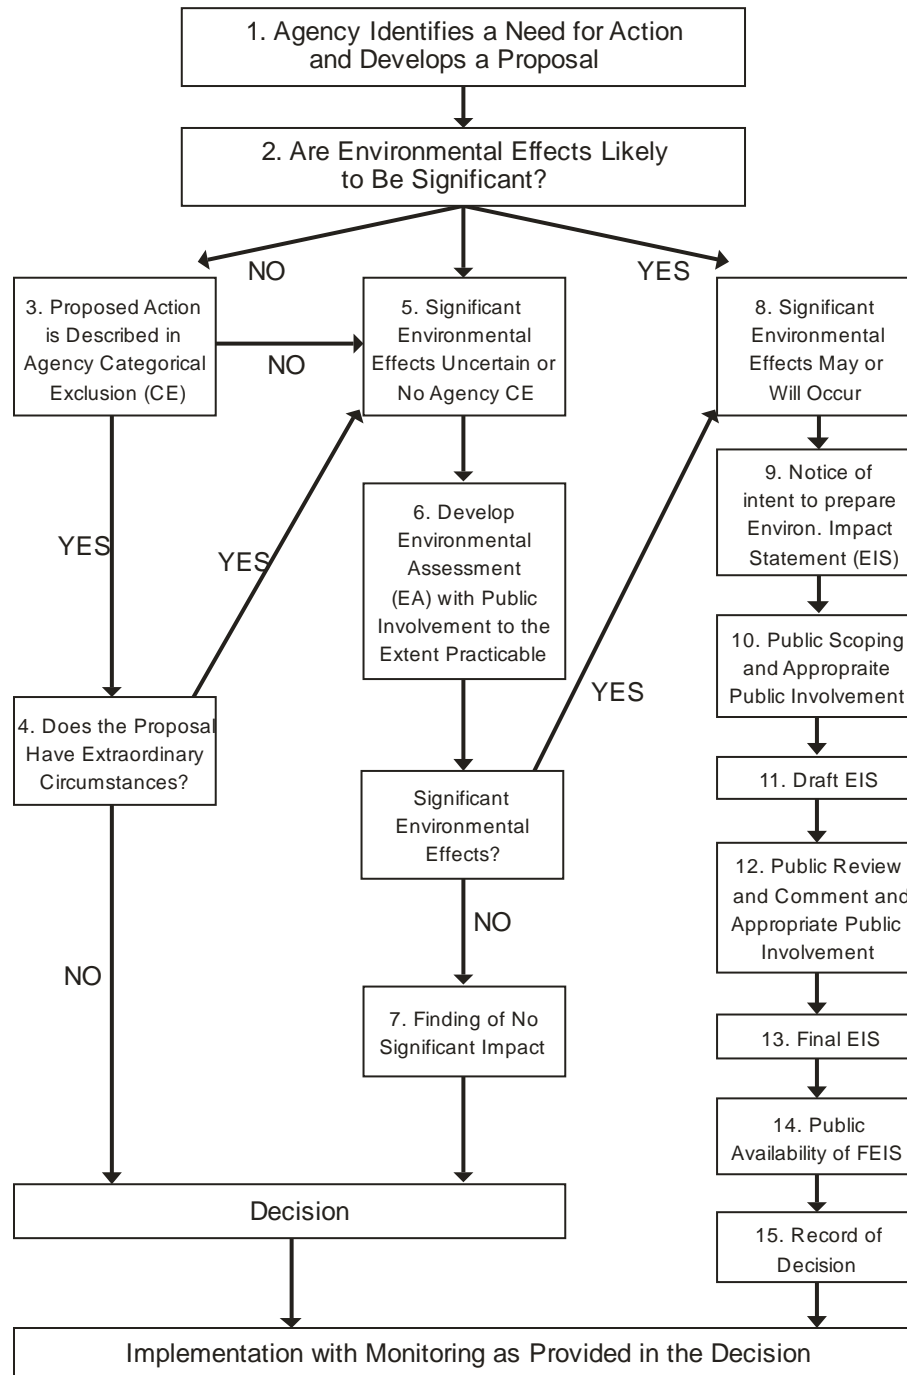 1. Agency Identifies a Need for Action
and Develops a Proposal
2. Are Environmental Effects Likely
to Be Significant?
NO
YES
3. Proposed Action
is Described in
Agency Categorical
Exclusion (CE)
NO
5. Significant
Environmental
Effects Uncertain or
No Agency CE
8. Significant
Environmental
Effects May or
Will Occur
YES
YES
6. Develop
Environmental
Assessment
(EA) with Public
Involvement to the
Extent Practicable
9. Notice of
intent to prepare
Environ. Impact
Statement (EIS)
10. Public Scoping
and Appropraite
Public Involvement
YES
4. Does the Proposal
Have Extraordinary
Circumstances?
Significant
Environmental
Effects?
11. Draft EIS
12. Public Review
and Comment and
Appropriate Public
Involvement
NO
NO
7. Finding of No
Significant Impact
13. Final EIS
14. Public
Availability of FEIS
Decision
15. Record of
Decision
Implementation with Monitoring as Provided in the Decision